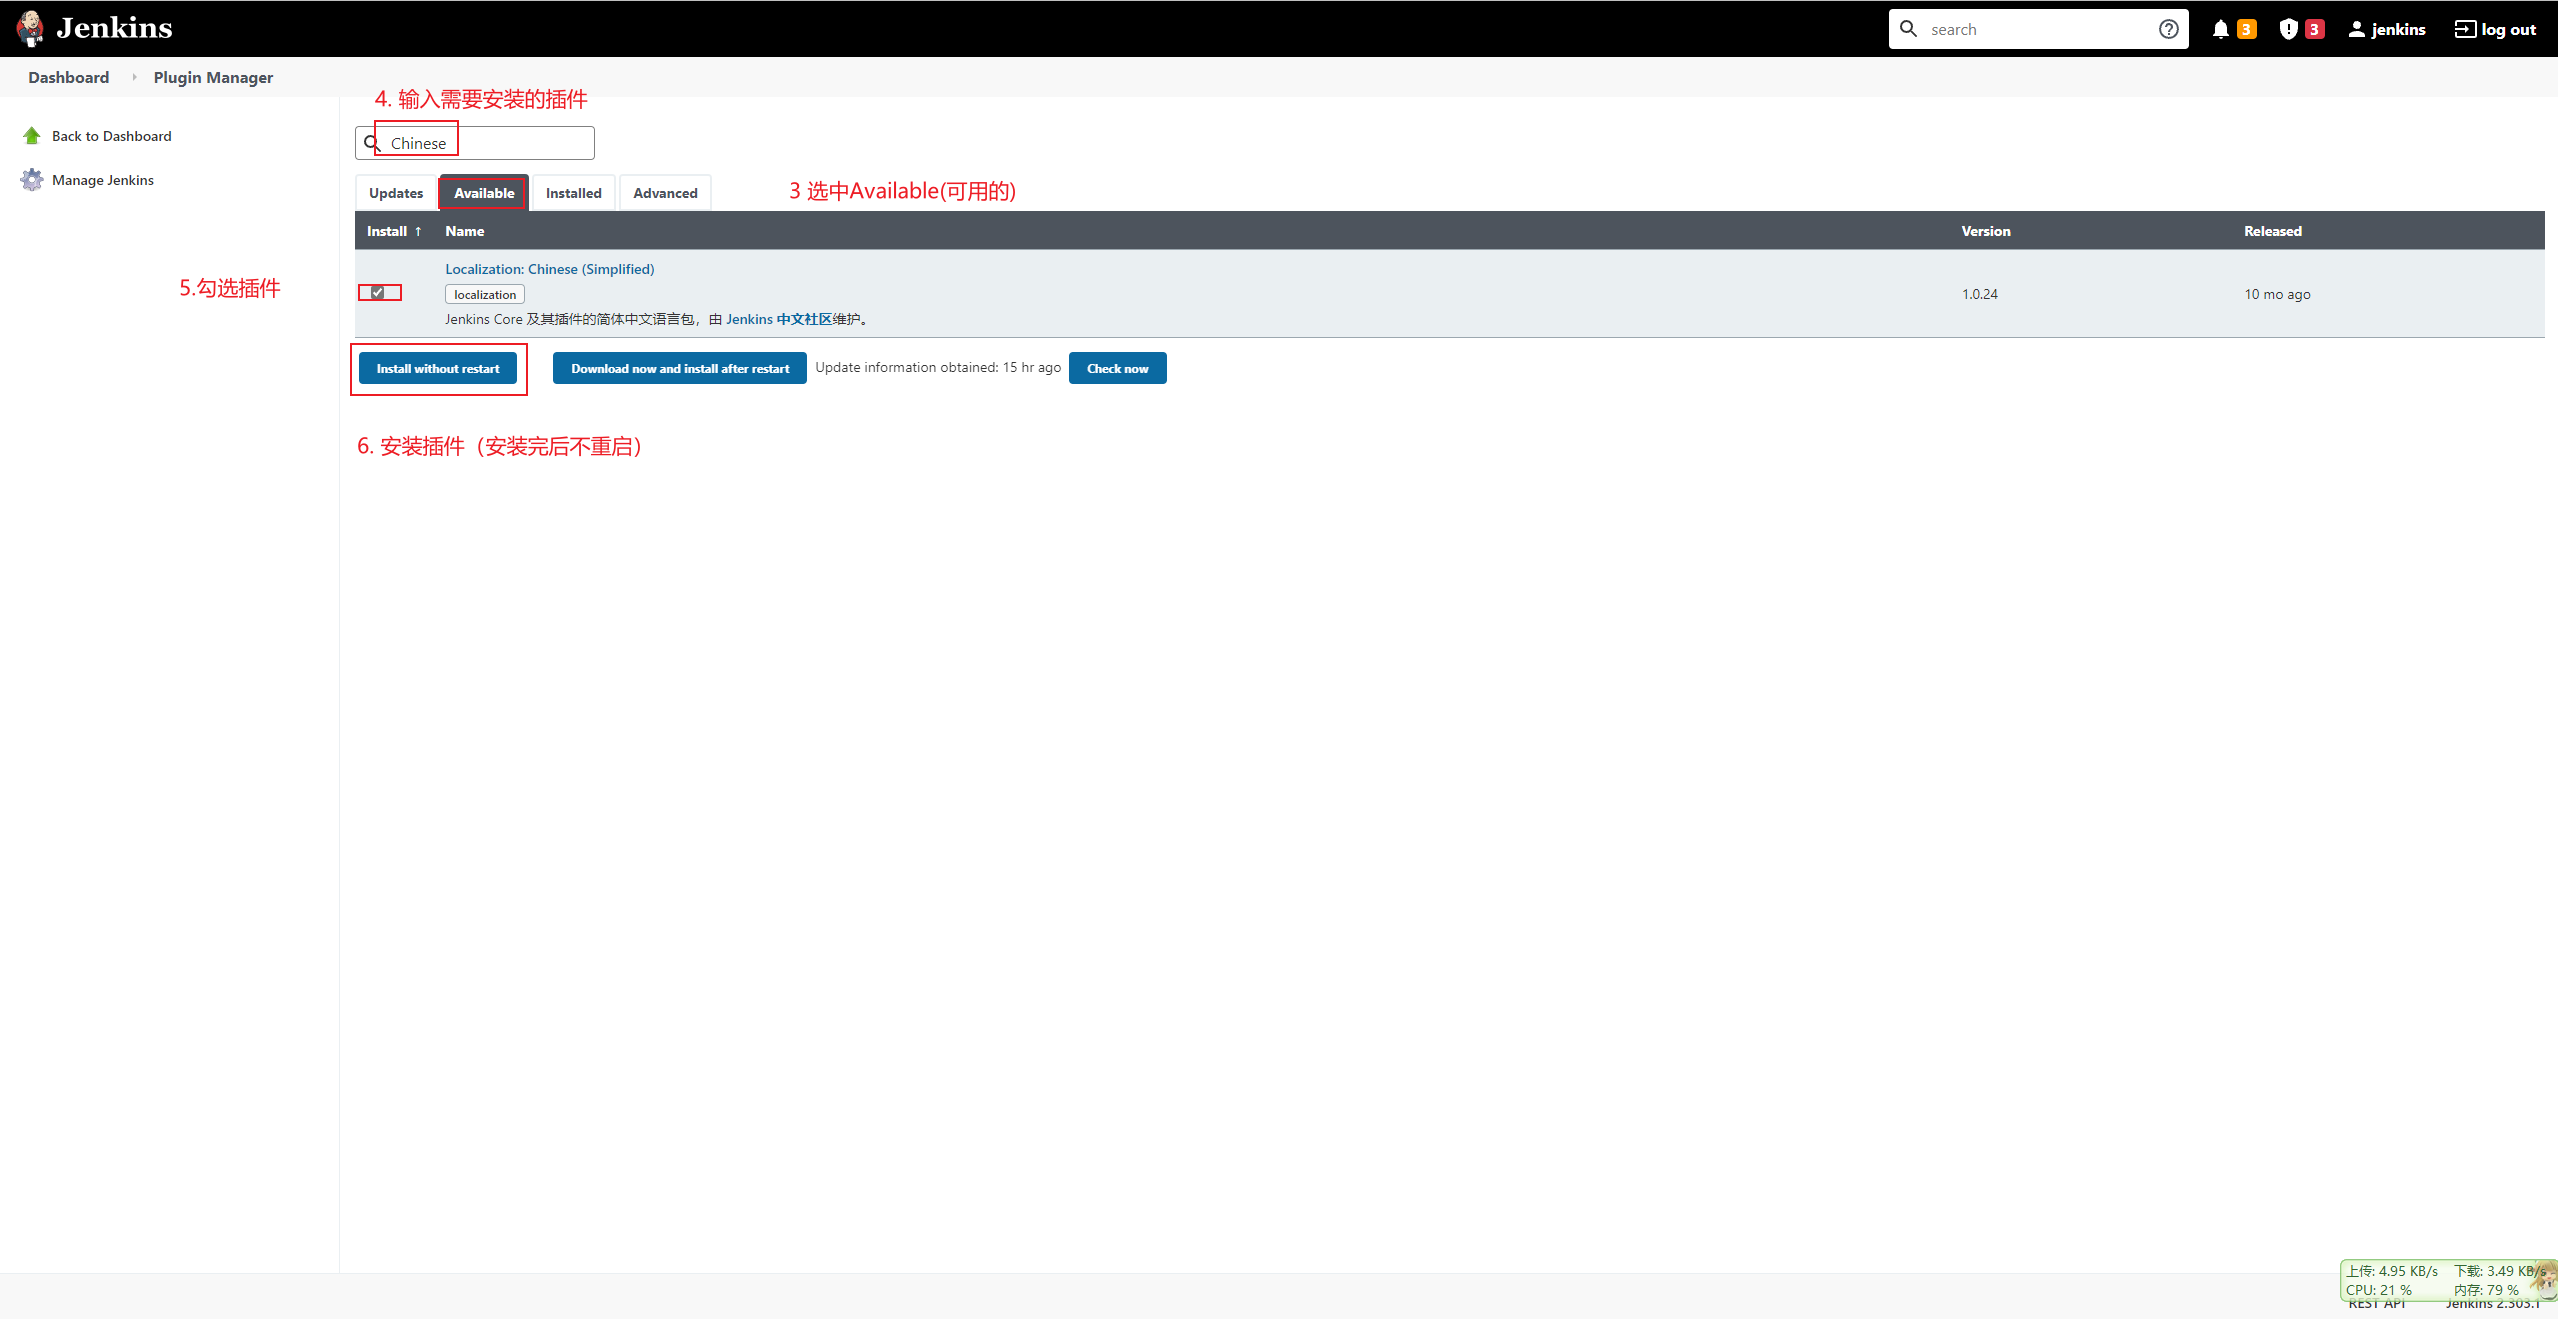 Jenkins
search
3
3
jenkins
log out
Dashboard
Plugin Manager
4. 输入需要安装的插件
Back to Dashboard
Chinese
Manage Jenkins
Updates
Available
Installed
Advanced
3 选中Available(可用的)
Install ↑
Name
Version
Released
5.勾选插件
Localization: Chinese (Simplified)
localization
Jenkins Core 及其插件的简体中文语言包，由 Jenkins 中文社区维护。
1.0.24
10 mo ago
Install without restart
Download now and install after restart
Update information obtained: 15 hr ago
Check now
6. 安装插件（安装完后不重启）
上传: 4.95 KB/s
下载: 3.49 KB/s
CPU: 21 %
内存: 79 %
REST API
Jenkins 2.303.1